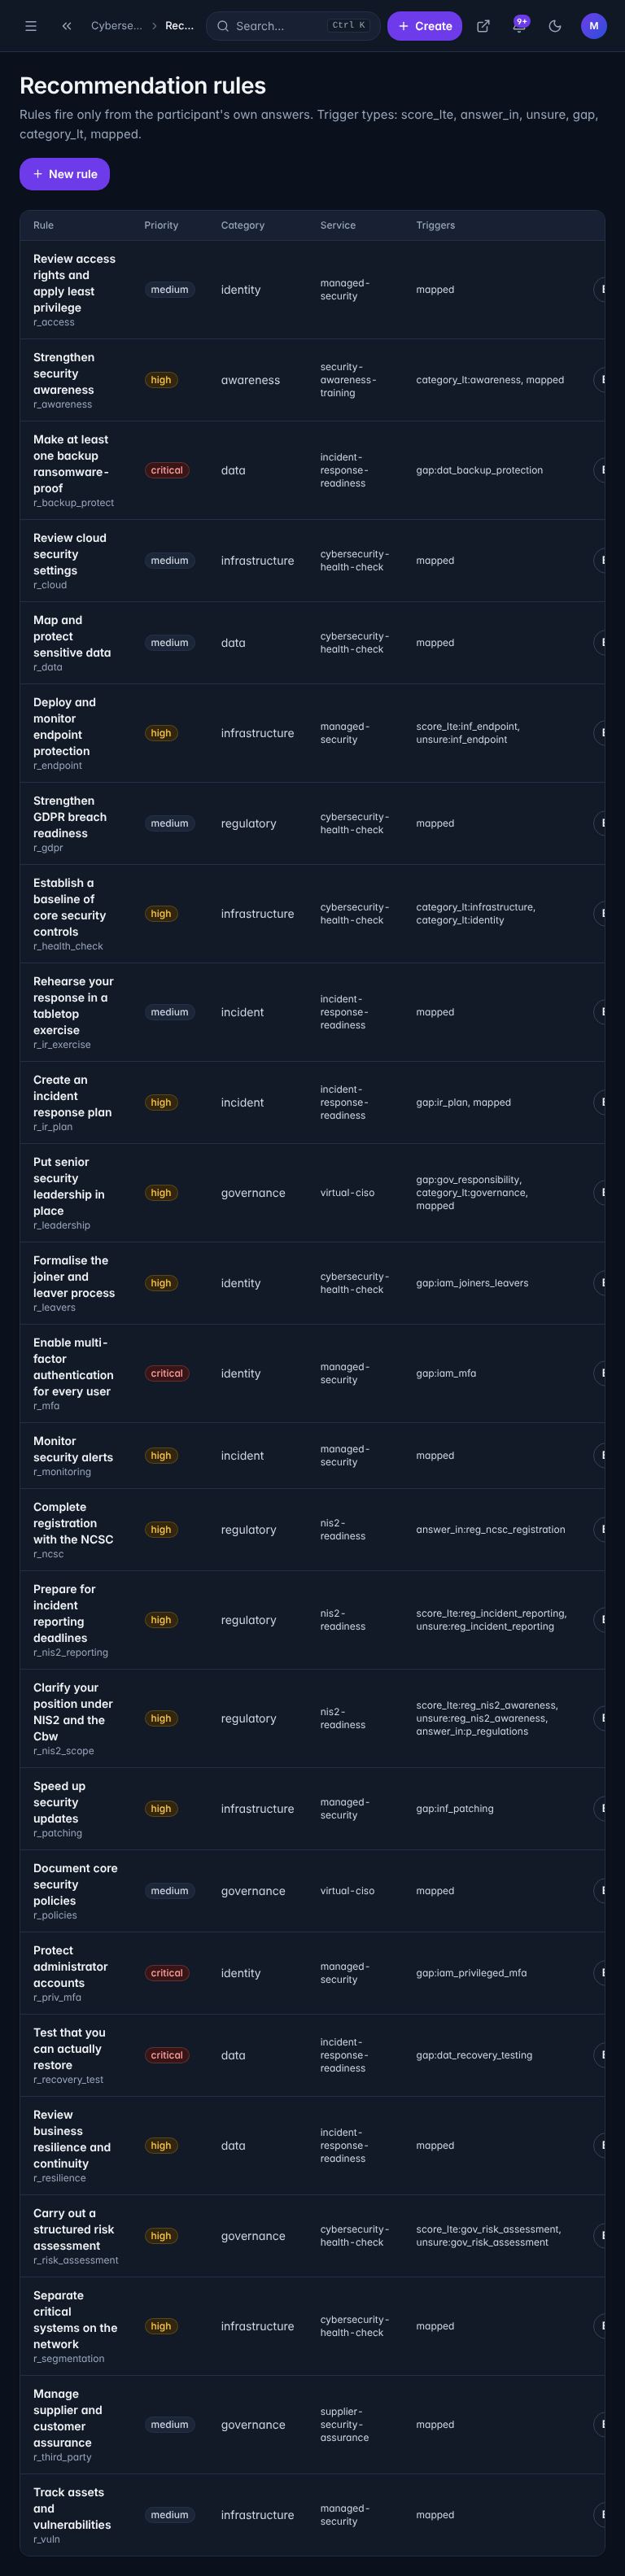 Cyberse... > Rec...
Search...
Ctrl K
+ Create
9+
M
Recommendation rules
Rules fire only from the participant's own answers. Trigger types: score_lte, answer_in, unsure, gap,
category_lt, mapped.
+ New rule
Rule Priority Category Service Triggers
Review access
rights and
apply least
privilege
r_access
medium
identity
managed-
security
mapped
Strengthen
security
awareness
r_awareness
high
awareness
security-
awareness-
training
category_lt:awareness, mapped
Make at least
one backup
ransomware-
proof
r_backup_protect
critical
data
incident-
response-
readiness
gap:dat_backup_protection
Review cloud
security
settings
r_cloud
medium
infrastructure
cybersecurity-
health-check
mapped
Map and
protect
sensitive data
r_data
medium
data
cybersecurity-
health-check
mapped
Deploy and
monitor
endpoint
protection
r_endpoint
high
infrastructure
managed-
security
score_lte:inf_endpoint,
unsure:inf_endpoint
Strengthen
GDPR breach
readiness
r_gdpr
medium
regulatory
cybersecurity-
health-check
mapped
Establish a
baseline of
core security
controls
r_health_check
high
infrastructure
cybersecurity-
health-check
category_lt:infrastructure,
category_lt:identity
Rehearse your
response in a
tabletop
exercise
r_ir_exercise
medium
incident
incident-
response-
readiness
mapped
Create an
incident
response plan
r_ir_plan
high
incident
incident-
response-
readiness
gap:ir_plan, mapped
Put senior
security
leadership in
place
r_leadership
high
governance
virtual-ciso
gap:gov_responsibility,
category_lt:governance,
mapped
Formalise the
joiner and
leaver process
r_leavers
high
identity
cybersecurity-
health-check
gap:iam_joiners_leavers
Enable multi-
factor
authentication
for every user
r_mfa
critical
identity
managed-
security
gap:iam_mfa
Monitor
security alerts
r_monitoring
high
incident
managed-
security
mapped
Complete
registration
with the NCSC
r_ncsc
high
regulatory
nis2-
readiness
answer_in:reg_ncsc_registration
Prepare for
incident
reporting
deadlines
r_nis2_reporting
high
regulatory
nis2-
readiness
score_lte:reg_incident_reporting,
unsure:reg_incident_reporting
Clarify your
position under
NIS2 and the
Cbw
r_nis2_scope
high
regulatory
nis2-
readiness
score_lte:reg_nis2_awareness,
unsure:reg_nis2_awareness,
answer_in:p_regulations
Speed up
security
updates
r_patching
high
infrastructure
managed-
security
gap:inf_patching
Document core
security
policies
r_policies
medium
governance
virtual-ciso
mapped
Protect
administrator
accounts
r_priv_mfa
critical
identity
managed-
security
gap:iam_privileged_mfa
Test that you
can actually
restore
r_recovery_test
critical
data
incident-
response-
readiness
gap:dat_recovery_testing
Review
business
resilience and
continuity
r_resilience
high
data
incident-
response-
readiness
mapped
Carry out a
structured risk
assessment
r_risk_assessment
high
governance
cybersecurity-
health-check
score_lte:gov_risk_assessment,
unsure:gov_risk_assessment
Separate
critical
systems on the
network
r_segmentation
high
infrastructure
cybersecurity-
health-check
mapped
Manage
supplier and
customer
assurance
r_third_party
medium
governance
supplier-
security-
assurance
mapped
Track assets
and
vulnerabilities
r_vuln
medium
infrastructure
managed-
security
mapped